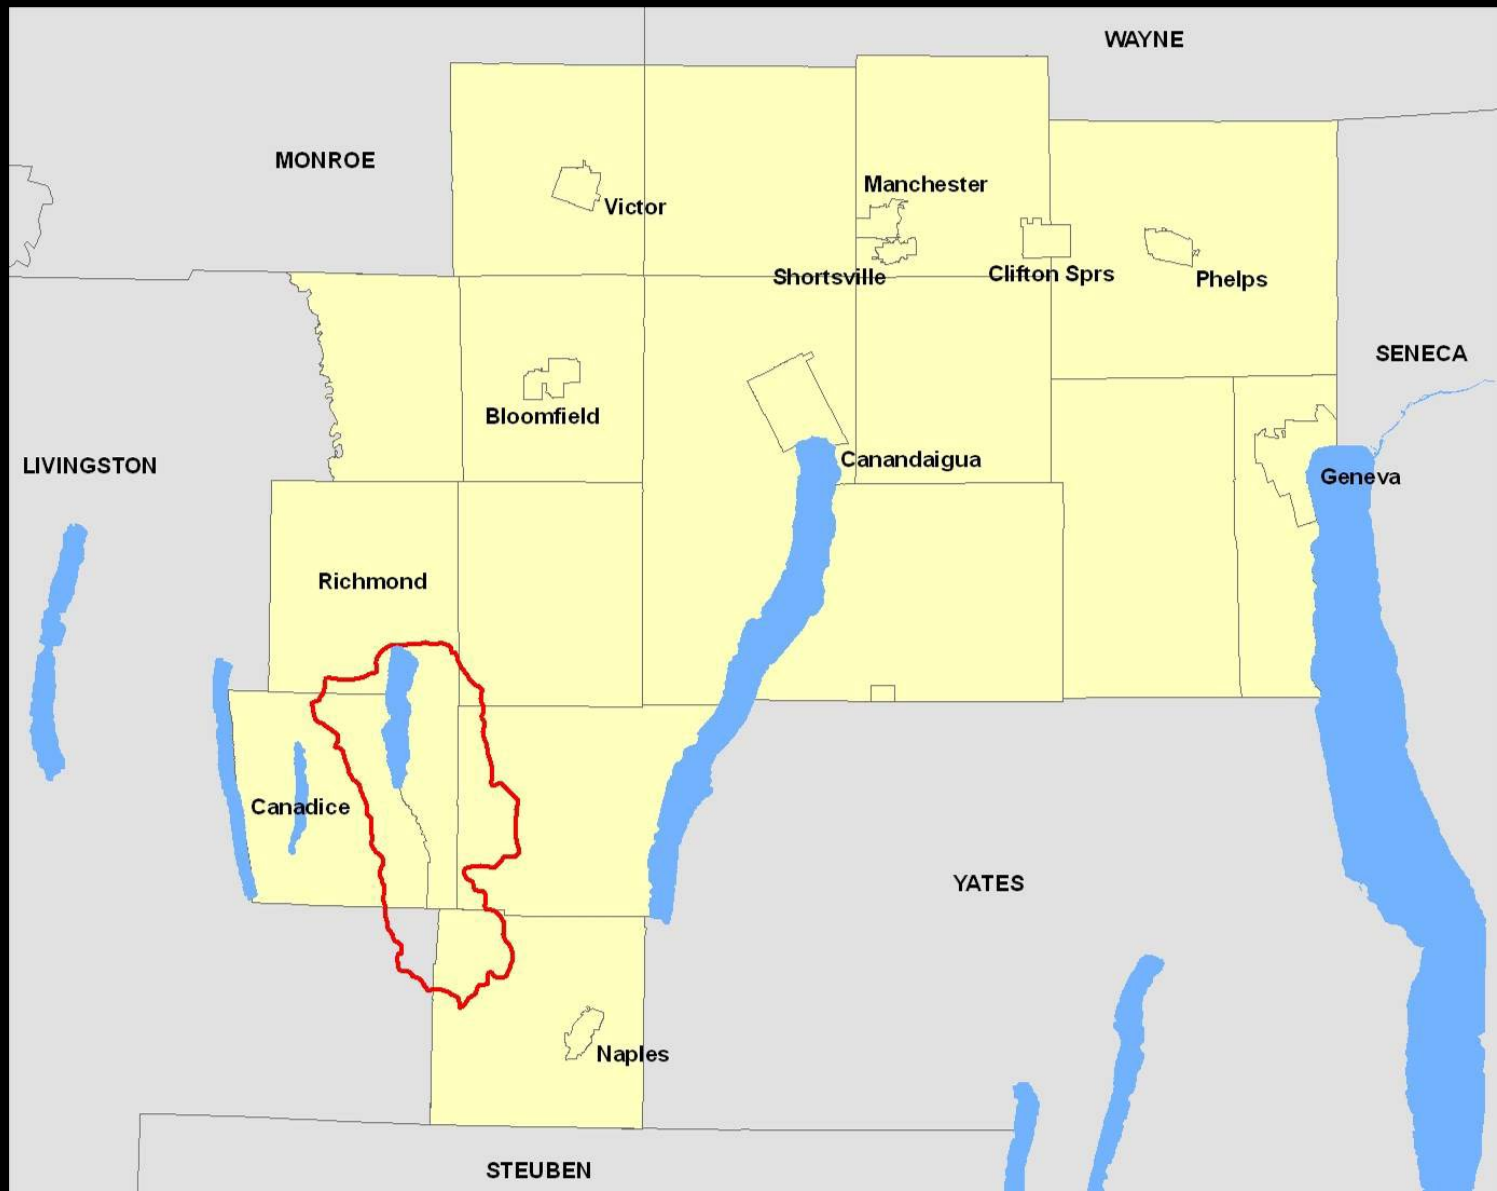 WAYNE
MONROE
Manchester
Victor
Shortsville
Clifton Sprs
Phelps
SENECA
Bloomfield
LIVINGSTON
Canandaigua
Geneva
Richmond
Canadice
YATES
Naples
STEUBEN